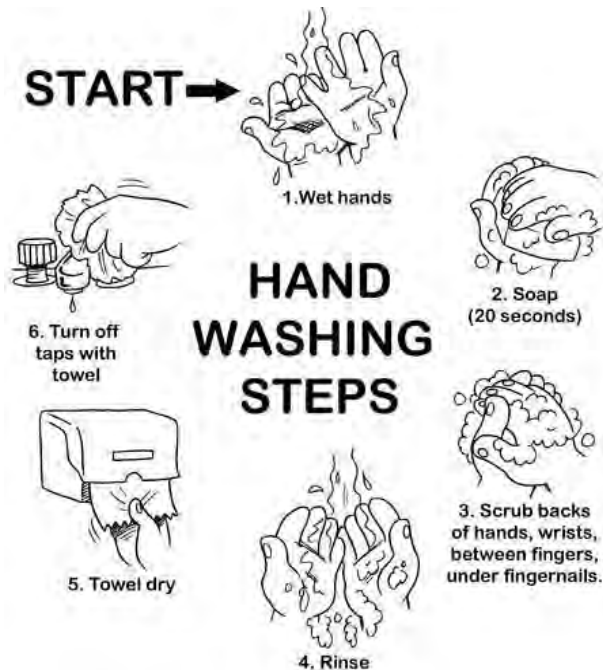 START
1.Wet hands
2. Soap
(20 seconds)
3. Scrub backs
of hands, wrists,
between fingers,
under fingernails.
4. Rinse
5. Towel dry
6. Turn off
taps with
towel
HAND
WASHING
STEPS